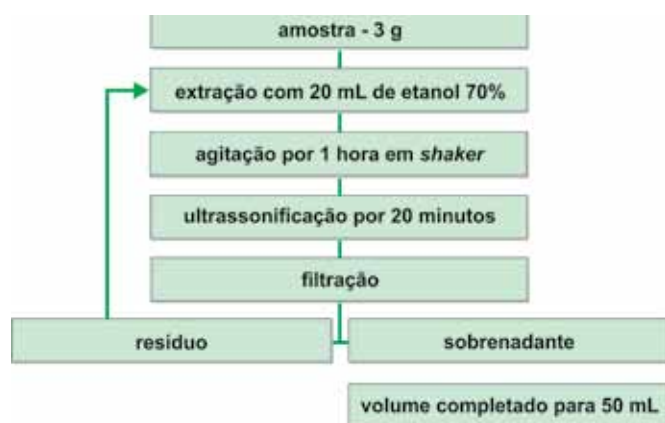 amostra - 3 g
extração com 20 mL de etanol 70%
agitação por 1 hora em shaker
ultrassonificação por 20 minutos
filtração
resíduo
sobrenadante
volume completado para 50 mL